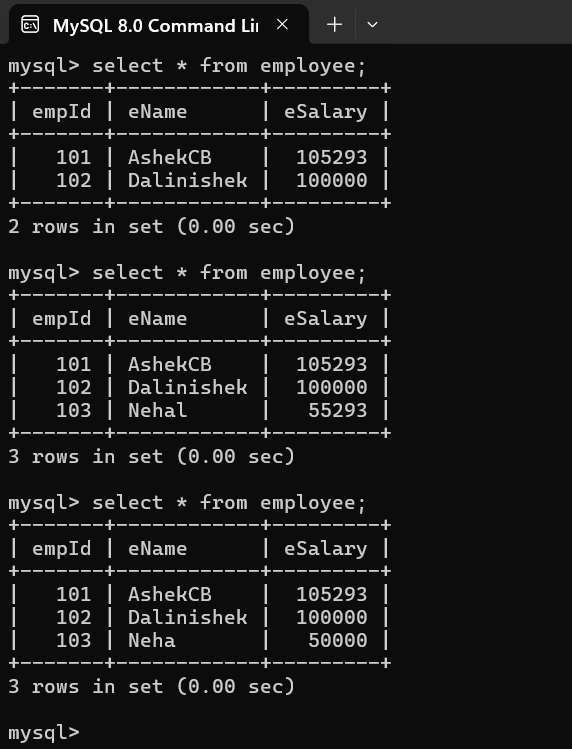 MySQL 8.0 Command Lir
mysql> select * from employee;
+-------+------------+---------+
| empId | eName      | eSalary |
+-------+------------+---------+
|   101 | AshekCB    |  105293 |
|   102 | Dalinishek |  100000 |
+-------+------------+---------+
2 rows in set (0.00 sec)
mysql> select * from employee;
+-------+------------+---------+
| empId | eName      | eSalary |
+-------+------------+---------+
|   101 | AshekCB    |  105293 |
|   102 | Dalinishek |  100000 |
|   103 | Nehal      |   55293 |
+-------+------------+---------+
3 rows in set (0.00 sec)
mysql> select * from employee;
+-------+------------+---------+
| empId | eName      | eSalary |
+-------+------------+---------+
|   101 | AshekCB    |  105293 |
|   102 | Dalinishek |  100000 |
|   103 | Neha       |   50000 |
+-------+------------+---------+
3 rows in set (0.00 sec)
mysql>